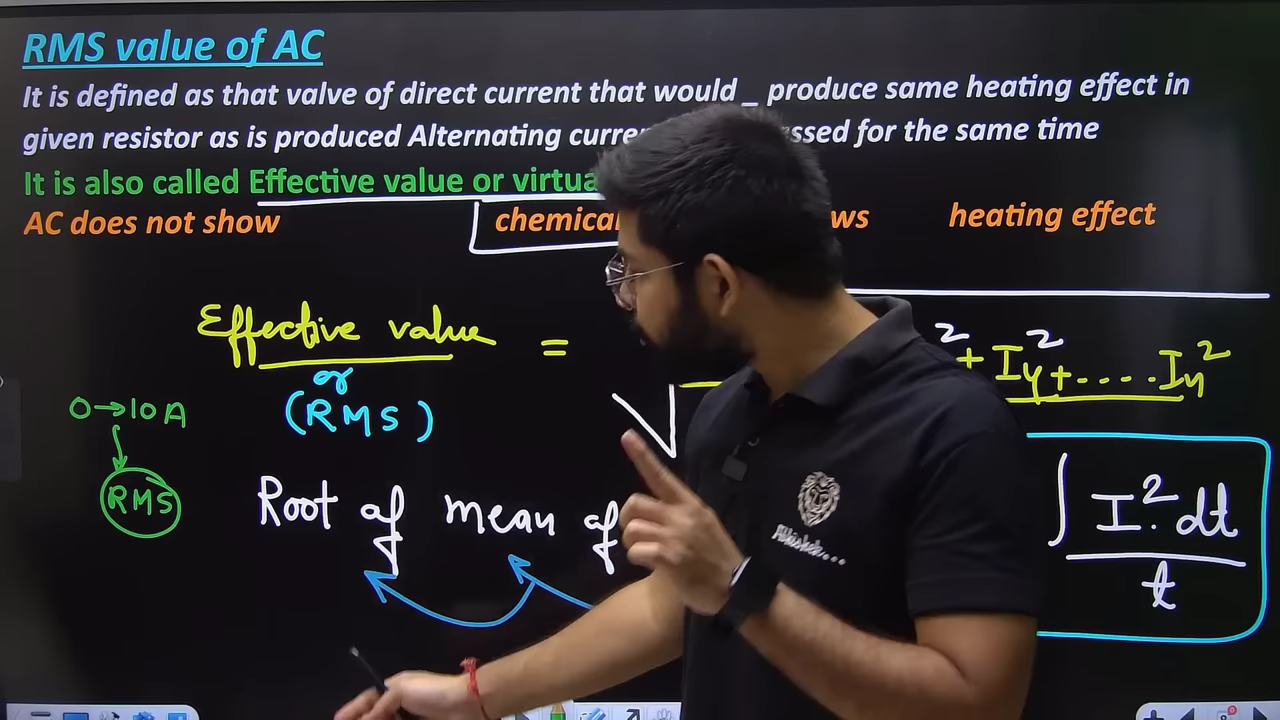 RMS value of AC
It is defined as that valve of direct current that would _ produce same heating effect in
given resistor as is produced Alternating curre ssed for the same time
It is also called Effective value or virtua
AC does not show chemical ws heating effect
Effective value = ² + Iy² + .... In²
or
(RMS)
0→10A
RMS
Root of mean of
∫ I².dt
t
Abhishek...